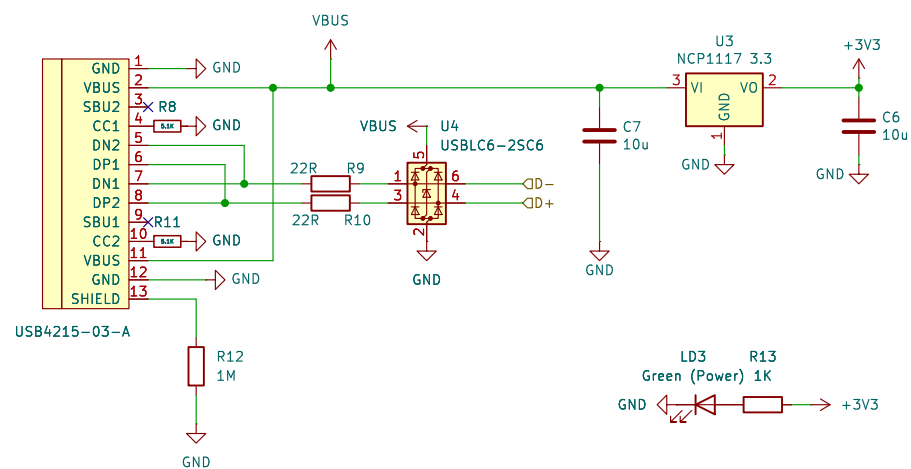 VBUS
U3
NCP1117 3.3
+3V3
GND 1 GND
VBUS 2
3 VI VO 2
GND
1
SBU2 3 R8
CC1 4 5.1K GND
VBUS U4
USBLC6-2SC6
C7
10u
C6
10u
DN2 5
DP1 6
5
GND
GND
22R R9
DN1 7
1 6 D-
DP2 8
3 4 D+
22R R10
SBU1 9 R11
2
CC2 10 5.1K GND
VBUS 11
GND 12 GND
GND
GND
SHIELD 13
USB4215-03-A
R12
1M
LD3 R13
Green (Power) 1K
GND +3V3
GND